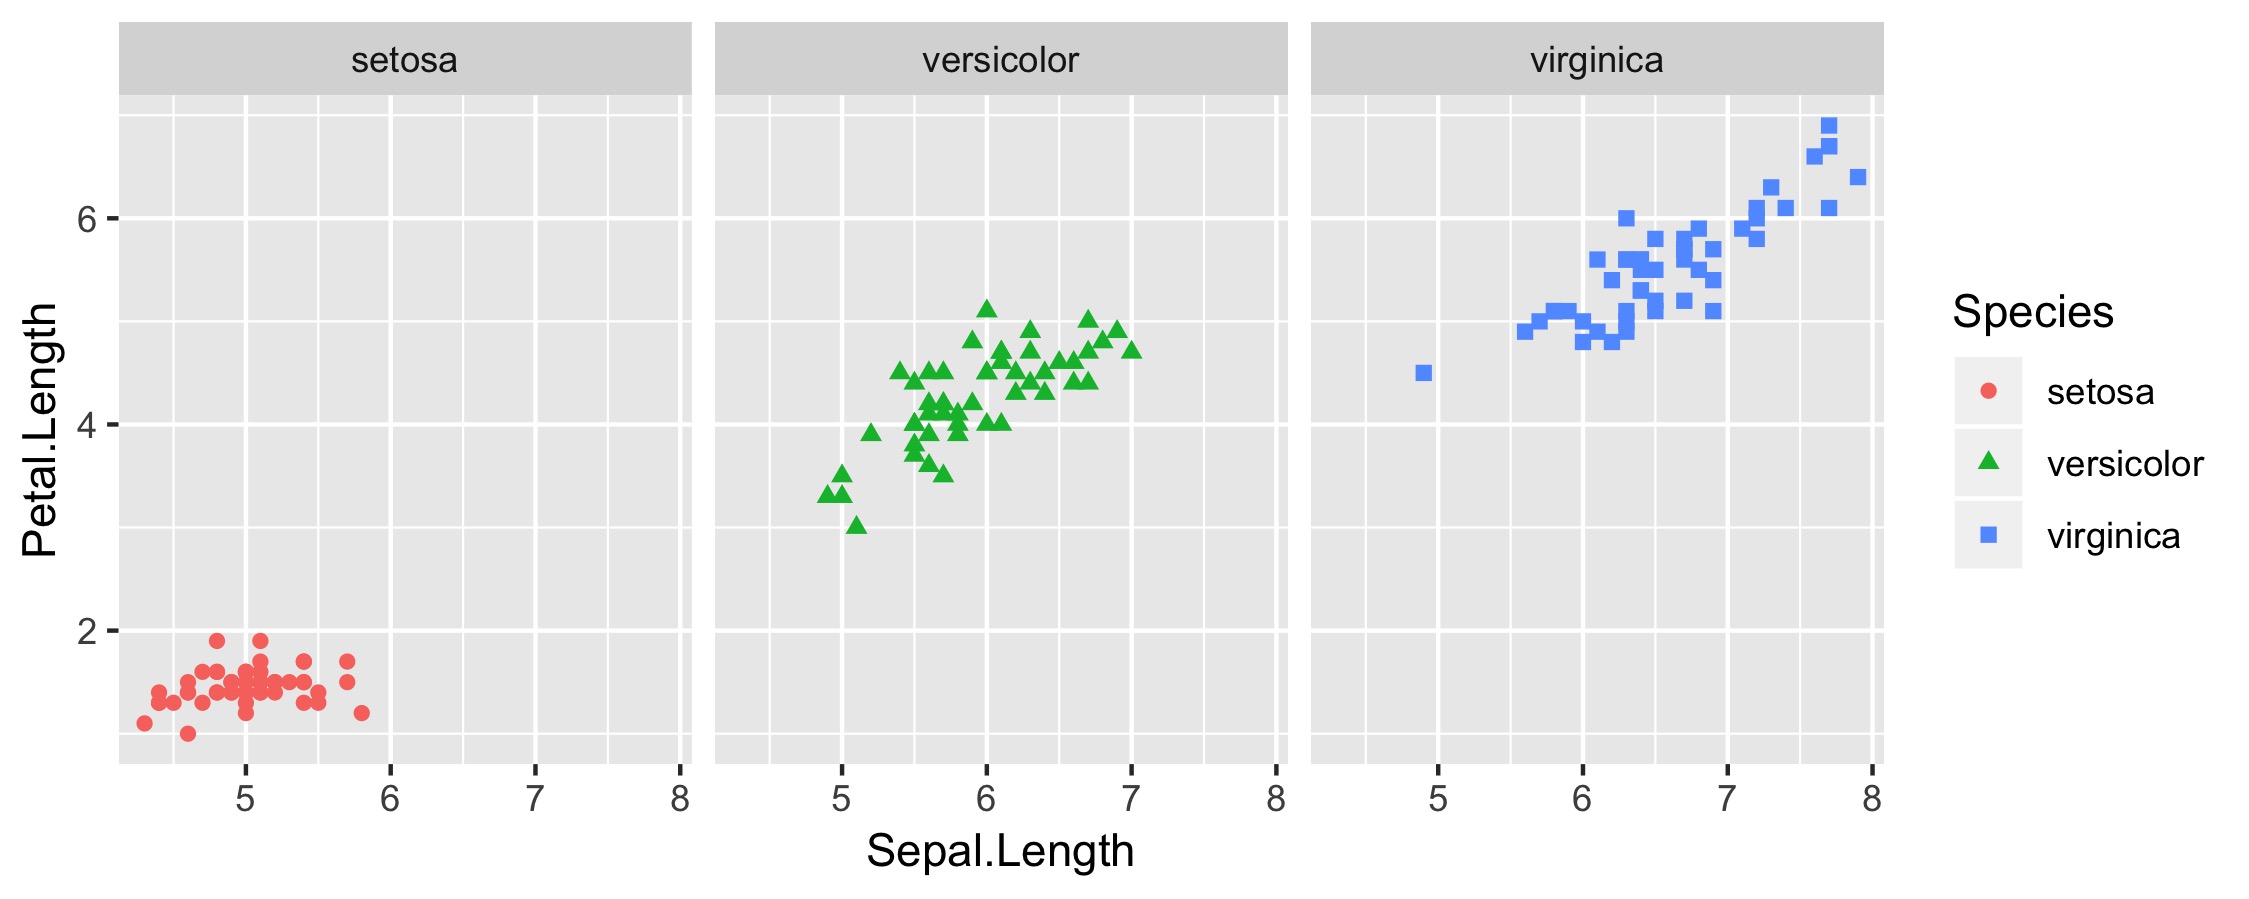 setosa versicolor virginica
Petal.Length
6
4
2
5 6 7 8 5 6 7 8 5 6 7 8
Sepal.Length
Species
setosa
versicolor
virginica